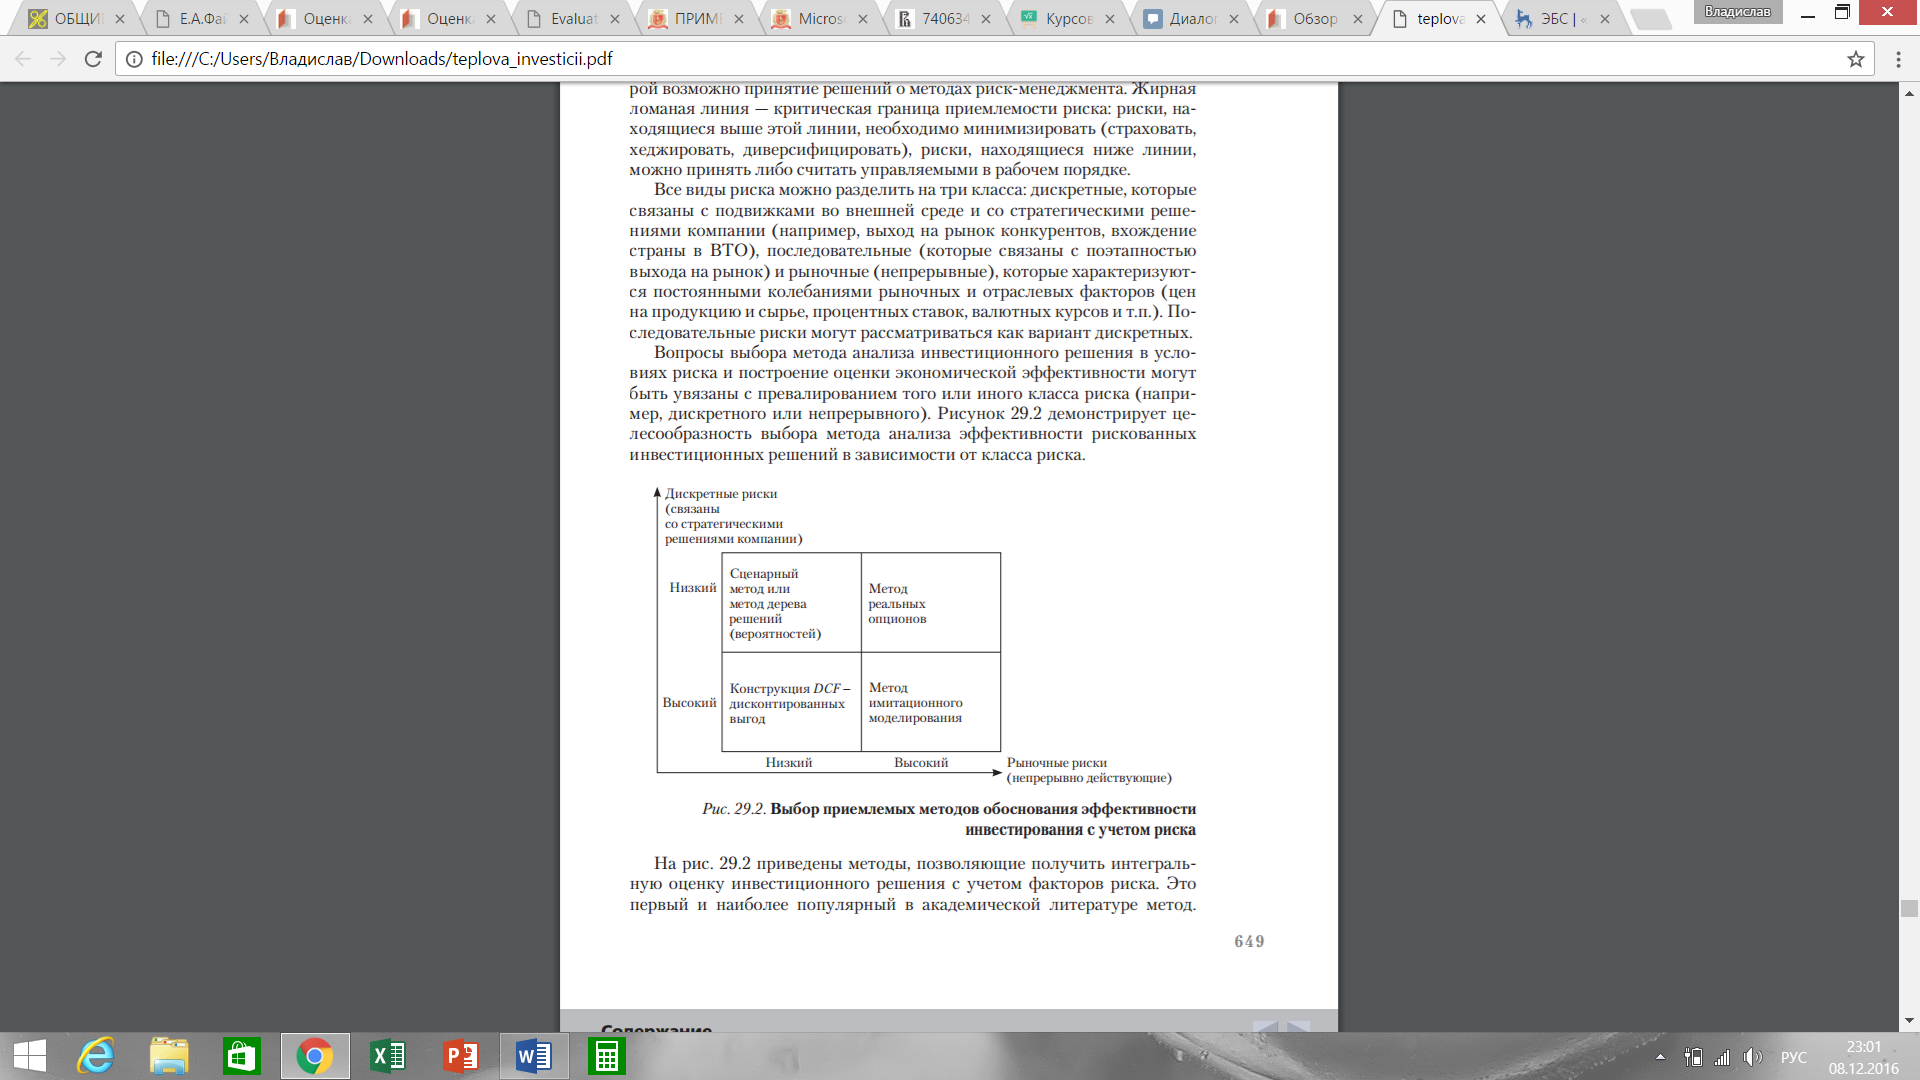 ОБЩИ
Е.А.Фай
Оценка
Оценка
Evaluat
ПРИМЕ
Micros
740634
Курсов
Диалог
Обзор
teplova
ЭБС | «
Владислав
file:///C:/Users/Владислав/Downloads/teplova_investicii.pdf
рой возможно принятие решений о методах риск-менеджмента. Жирная
ломаная линия — критическая граница приемлемости риска: риски, на-
ходящиеся выше этой линии, необходимо минимизировать (страховать,
хеджировать, диверсифицировать), риски, находящиеся ниже линии,
можно принять либо считать управляемыми в рабочем порядке.
Все виды риска можно разделить на три класса: дискретные, которые
связаны с подвижками во внешней среде и со стратегическими реше-
ниями компании (например, выход на рынок конкурентов, вхождение
страны в ВТО), последовательные (которые связаны с поэтапностью
выхода на рынок) и рыночные (непрерывные), которые характеризуют-
ся постоянными колебаниями рыночных и отраслевых факторов (цен
на продукцию и сырье, процентных ставок, валютных курсов и т.п.). По-
следовательные риски могут рассматриваться как вариант дискретных.
Вопросы выбора метода анализа инвестиционного решения в усло-
виях риска и построение оценки экономической эффективности могут
быть увязаны с превалированием того или иного класса риска (напри-
мер, дискретного или непрерывного). Рисунок 29.2 демонстрирует це-
лесообразность выбора метода анализа эффективности рискованных
инвестиционных решений в зависимости от класса риска.
Дискретные риски
(связаны
со стратегическими
решениями компании)
Низкий
Сценарный
метод или
метод дерева
решений
(вероятностей)
Метод
реальных
опционов
Высокий
Конструкция DCF –
дисконтированных
выгод
Метод
имитационного
моделирования
Низкий
Высокий
Рыночные риски
(непрерывно действующие)
Рис. 29.2. Выбор приемлемых методов обоснования эффективности
инвестирования с учетом риска
На рис. 29.2 приведены методы, позволяющие получить интеграль-
ную оценку инвестиционного решения с учетом факторов риска. Это
первый и наиболее популярный в академической литературе метод.
649
Содержание
РУС
23:01
08.12.2016